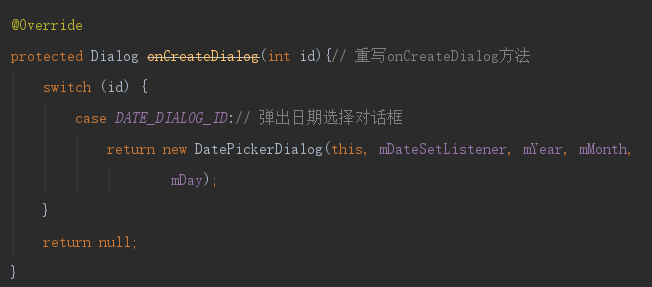 @Override
protected Dialog onCreateDialog(int id){// 重写onCreateDialog方法
switch (id) {
case DATE_DIALOG_ID:// 弹出日期选择对话框
return new DatePickerDialog(this, mDateSetListener, mYear, mMonth,
mDay);
}
return null;
}